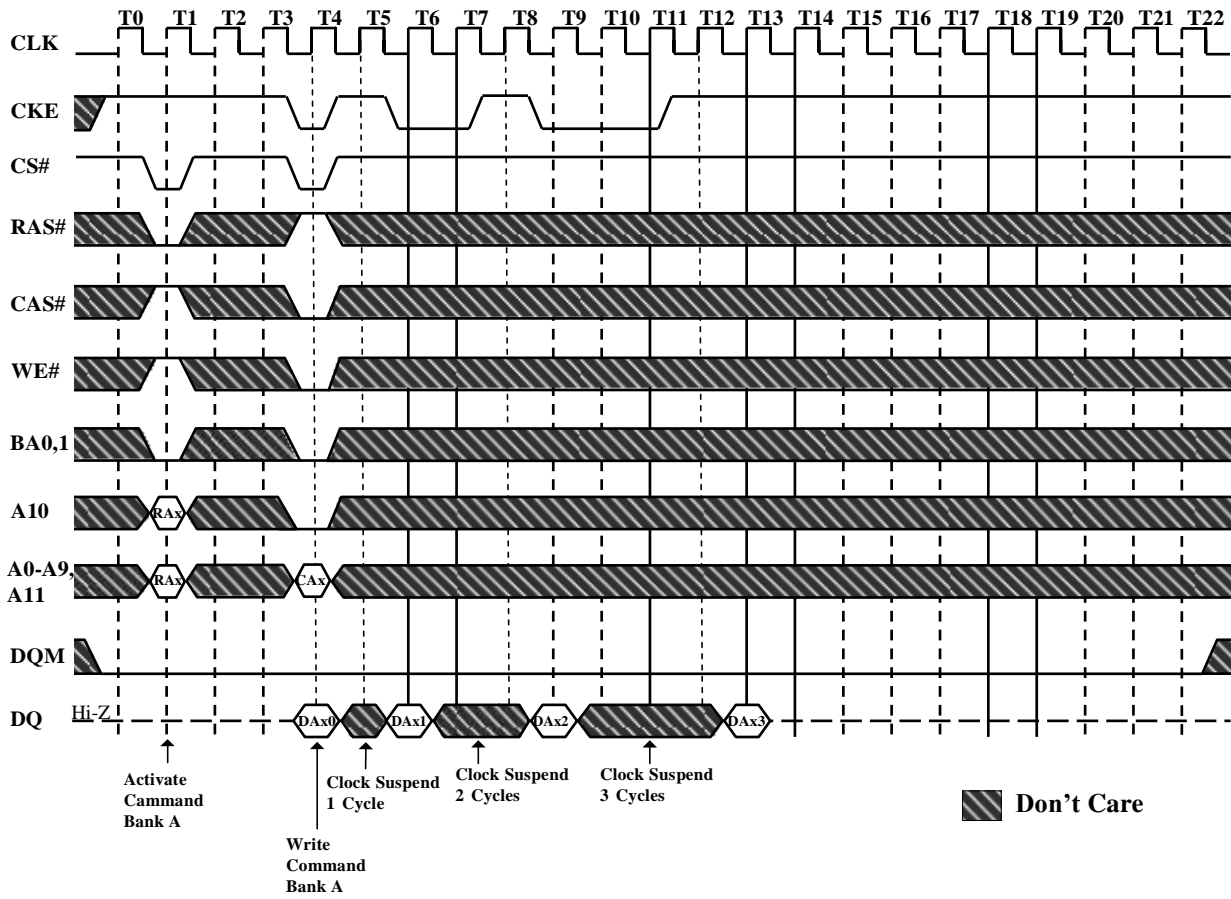 T0 T1 T2 T3 T4 T5 T6 T7 T8 T9 T10 T11 T12 T13 T14 T15 T16 T17 T18 T19 T20 T21 T22
CLK
CKE
CS#
RAS#
CAS#
WE#
BA0,1
A10
RAx
A0-A9,
A11
RAx
CAx
DQM
DQ
Hi-Z
DAx0
DAx1
DAx2
DAx3
Activate
Cammand
Bank A
Write
Command
Bank A
Clock Suspend
1 Cycle
Clock Suspend
2 Cycles
Clock Suspend
3 Cycles
Don't Care